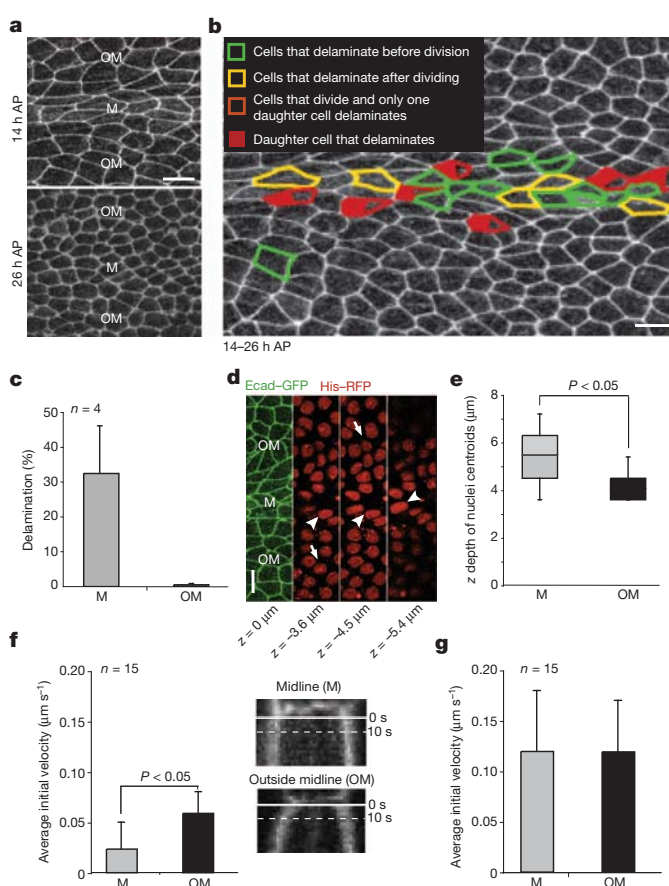 a
14 h AP
OM
M
OM
26 h AP
OM
M
OM
b
Cells that delaminate before division
Cells that delaminate after dividing
Cells that divide and only one
daughter cell delaminates
Daughter cell that delaminates
14–26 h AP
c
n = 4
Delamination (%)
50
40
30
20
10
0
M
OM
d
Ecad–GFP
His–RFP
OM
M
OM
z = 0 μm
z = –3.6 μm
z = –4.5 μm
z = –5.4 μm
e
P < 0.05
z depth of nuclei centroids (μm)
8
6
4
2
0
M
OM
f
n = 15
Average initial velocity (μm s⁻¹)
0.20
0.15
0.10
0.05
0
P < 0.05
M
OM
Midline (M)
0 s
10 s
Outside midline (OM)
0 s
10 s
g
n = 15
Average initial velocity (μm s⁻¹)
0.20
0.15
0.10
0.05
0
M
OM